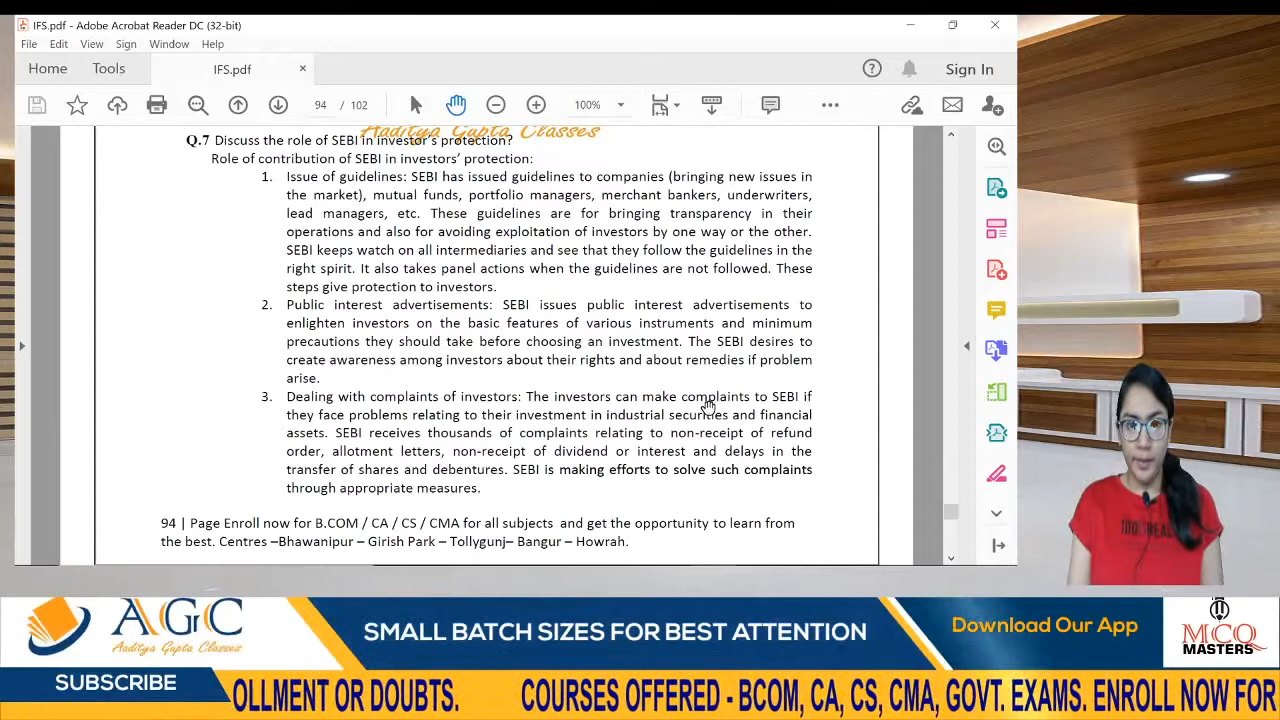 IFS.pdf - Adobe Acrobat Reader DC (32-bit)
File Edit View Sign Window Help
Home Tools IFS.pdf × Sign In
94 / 102 100%
Aaditya Gupta Classes
Q.7 Discuss the role of SEBI in investor's protection?
Role of contribution of SEBI in investors' protection:
1. Issue of guidelines: SEBI has issued guidelines to companies (bringing new issues in
the market), mutual funds, portfolio managers, merchant bankers, underwriters,
lead managers, etc. These guidelines are for bringing transparency in their
operations and also for avoiding exploitation of investors by one way or the other.
SEBI keeps watch on all intermediaries and see that they follow the guidelines in the
right spirit. It also takes panel actions when the guidelines are not followed. These
steps give protection to investors.
2. Public interest advertisements: SEBI issues public interest advertisements to
enlighten investors on the basic features of various instruments and minimum
precautions they should take before choosing an investment. The SEBI desires to
create awareness among investors about their rights and about remedies if problem
arise.
3. Dealing with complaints of investors: The investors can make complaints to SEBI if
they face problems relating to their investment in industrial securities and financial
assets. SEBI receives thousands of complaints relating to non-receipt of refund
order, allotment letters, non-receipt of dividend or interest and delays in the
transfer of shares and debentures. SEBI is making efforts to solve such complaints
through appropriate measures.
94 | Page Enroll now for B.COM / CA / CS / CMA for all subjects and get the opportunity to learn from
the best. Centres –Bhawanipur – Girish Park – Tollygunj– Bangur – Howrah.
AGC
Aaditya Gupta Classes
SMALL BATCH SIZES FOR BEST ATTENTION
Download Our App
MCQ
MASTERS
SUBSCRIBE
OLLMENT OR DOUBTS. COURSES OFFERED - BCOM, CA, CS, CMA, GOVT. EXAMS. ENROLL NOW FOR